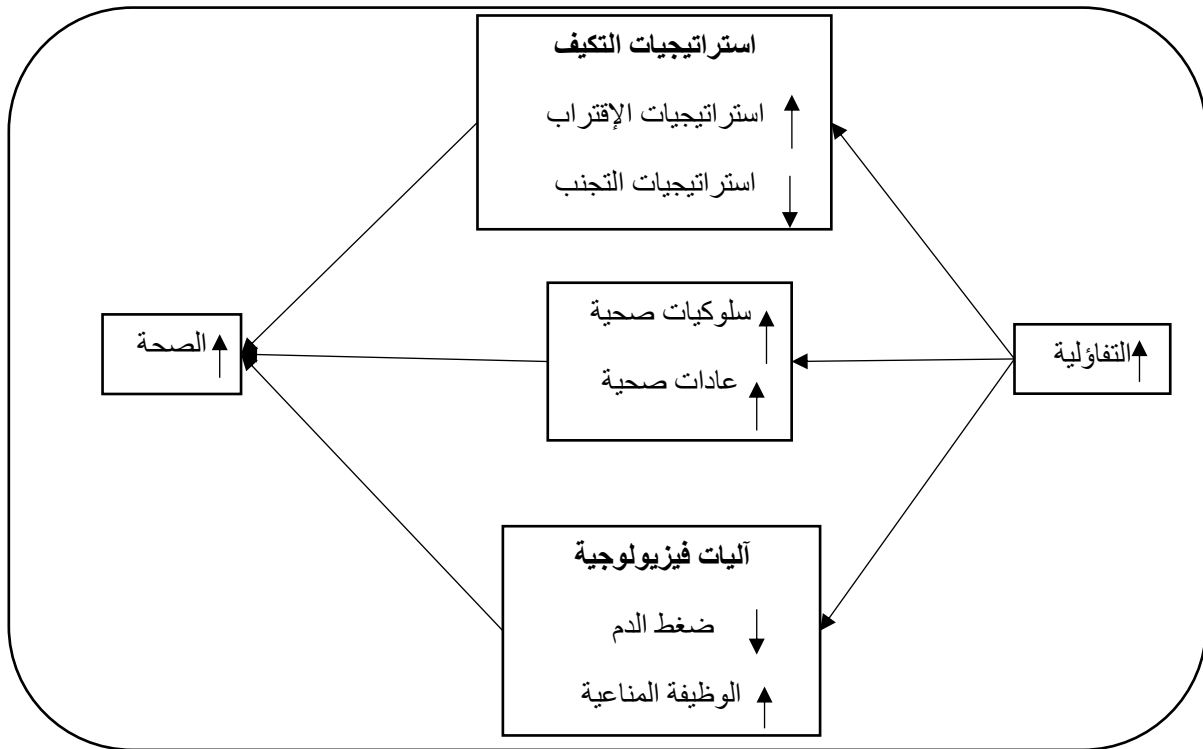 استراتيجيات التكيف
استراتيجيات الإقتراب
استراتيجيات التجنب
التفاؤلية
سلوكيات صحية
عادات صحية
الصحة
آليات فيزيولوجية
ضغط الدم
الوظيفة المناعية